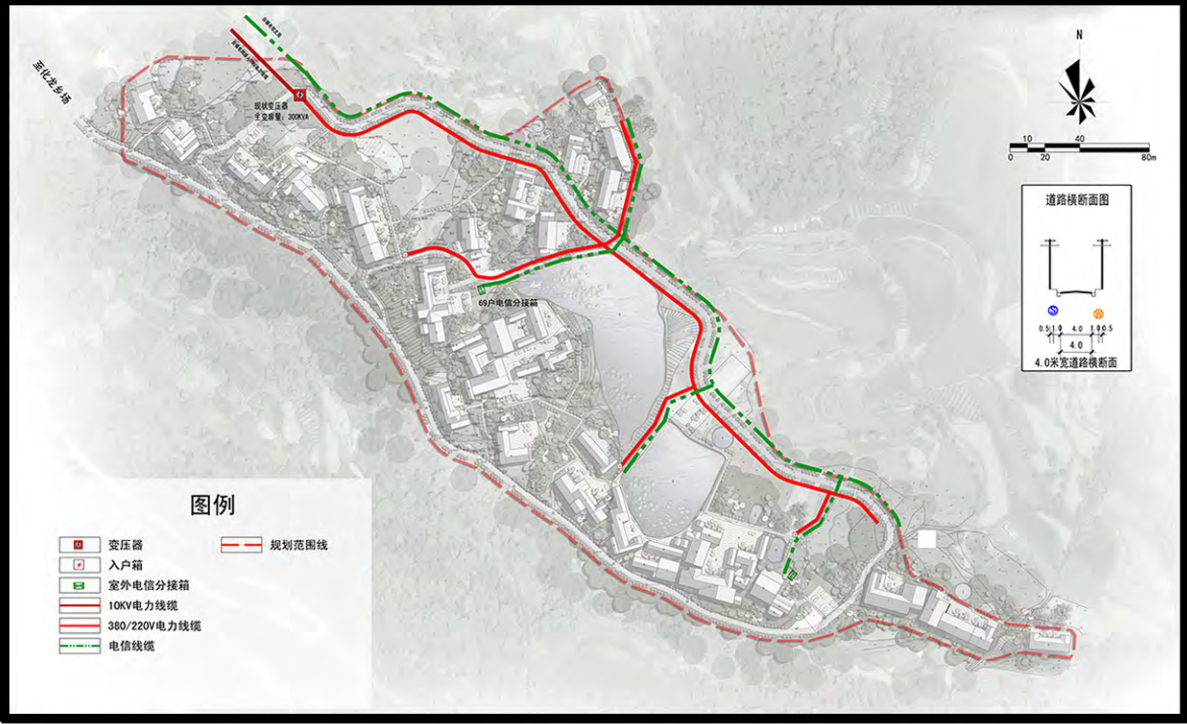 至化龙乡场
现状变压器
主变容量：300KVA
69户电信分接箱
N
10 40
0 20 80m
道路横断面图
0.5 1.0 4.0 1.0 0.5
4.0
4.0米宽道路横断面
图例
变压器
规划范围线
入户箱
室外电信分接箱
10KV电力线缆
380/220V电力线缆
电信线缆